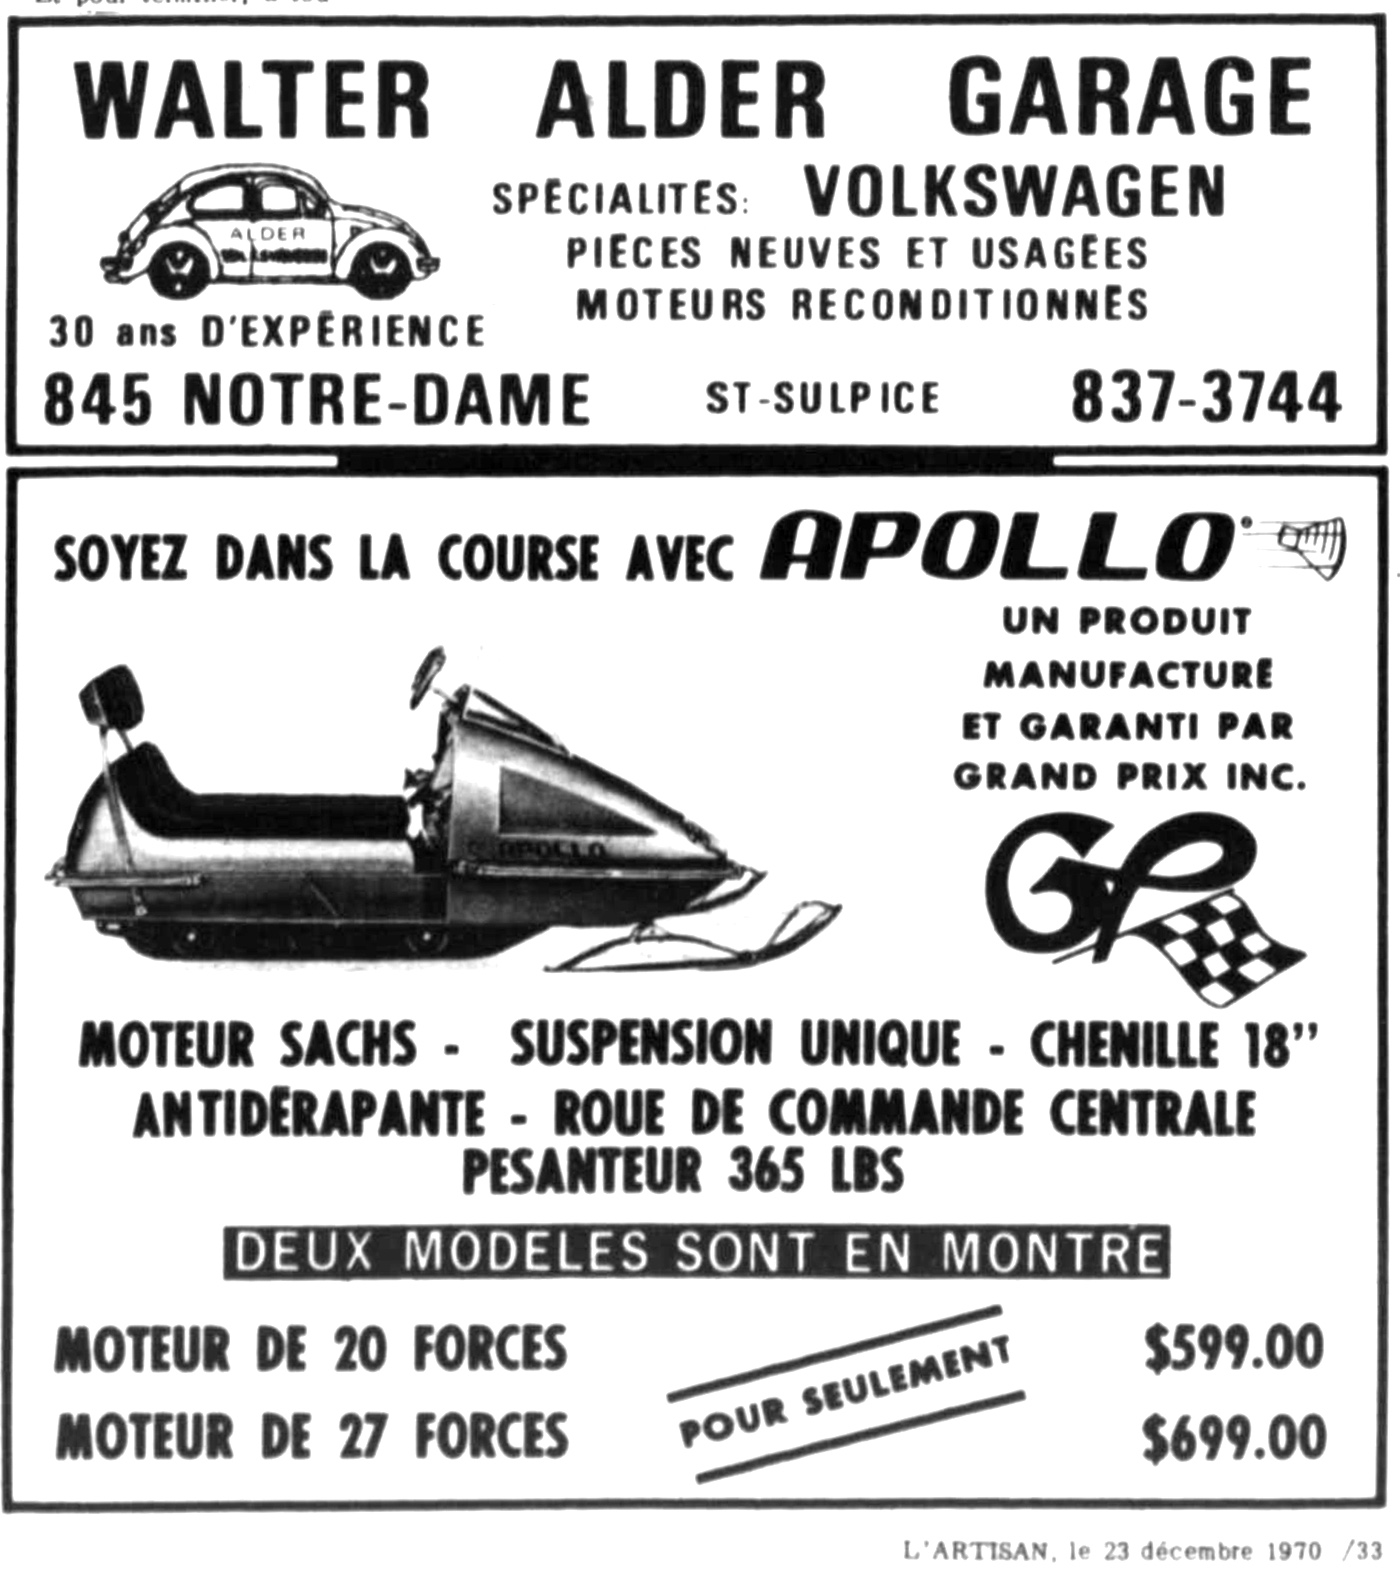 WALTER ALDER GARAGE
SPÉCIALITÉS: VOLKSWAGEN
ALDER
PIÈCES NEUVES ET USAGÉES
MOTEURS RECONDITIONNÉS
30 ans D'EXPÉRIENCE
845 NOTRE-DAME ST-SULPICE 837-3744
SOYEZ DANS LA COURSE AVEC APOLLO
UN PRODUIT
MANUFACTURÉ
ET GARANTI PAR
GRAND PRIX INC.
APOLLO
GP
MOTEUR SACHS - SUSPENSION UNIQUE - CHENILLE 18"
ANTIDÉRAPANTE - ROUE DE COMMANDE CENTRALE
PESANTEUR 365 LBS
DEUX MODELES SONT EN MONTRE
MOTEUR DE 20 FORCES $599.00
POUR SEULEMENT
MOTEUR DE 27 FORCES $699.00
L'ARTISAN, le 23 décembre 1970 /33